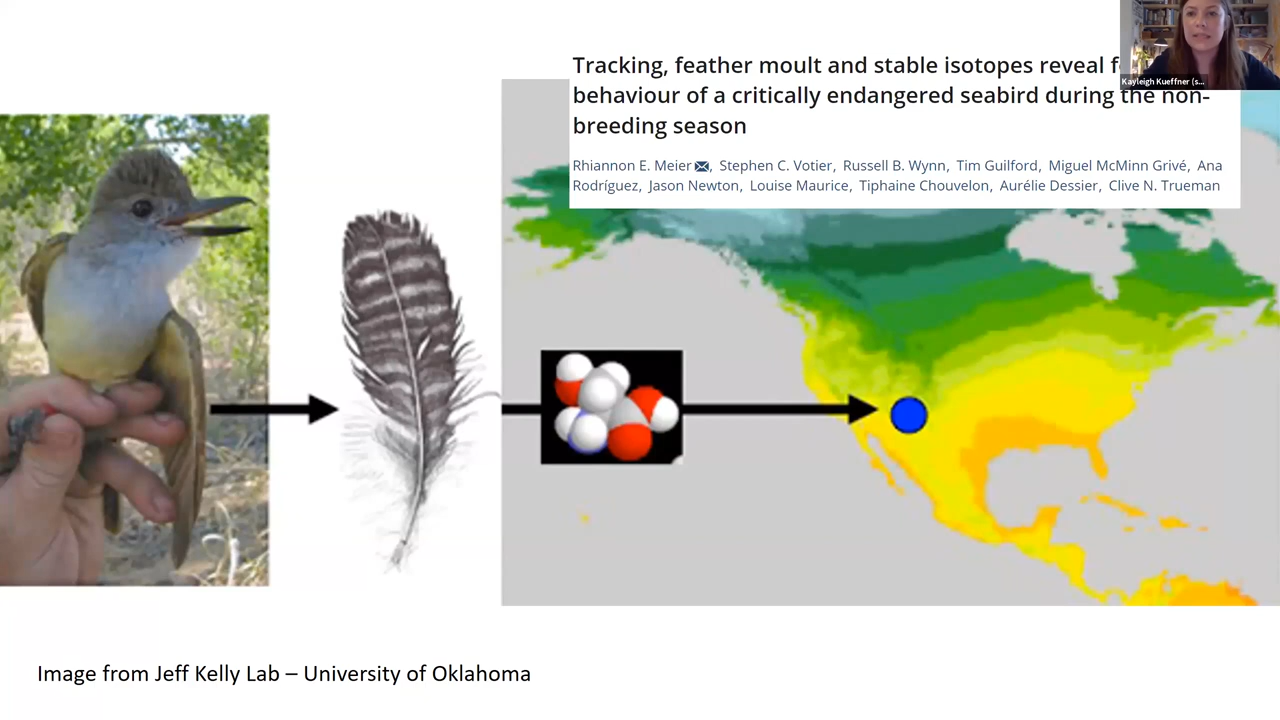 Tracking, feather moult and stable isotopes reveal
behaviour of a critically endangered seabird during the non-
breeding season
Rhiannon E. Meier, Stephen C. Votier, Russell B. Wynn, Tim Guilford, Miguel McMinn Grivé, Ana
Rodríguez, Jason Newton, Louise Maurice, Tiphaine Chouvelon, Aurélie Dessier, Clive N. Trueman
Kayleigh Kueffner (s...
Image from Jeff Kelly Lab – University of Oklahoma